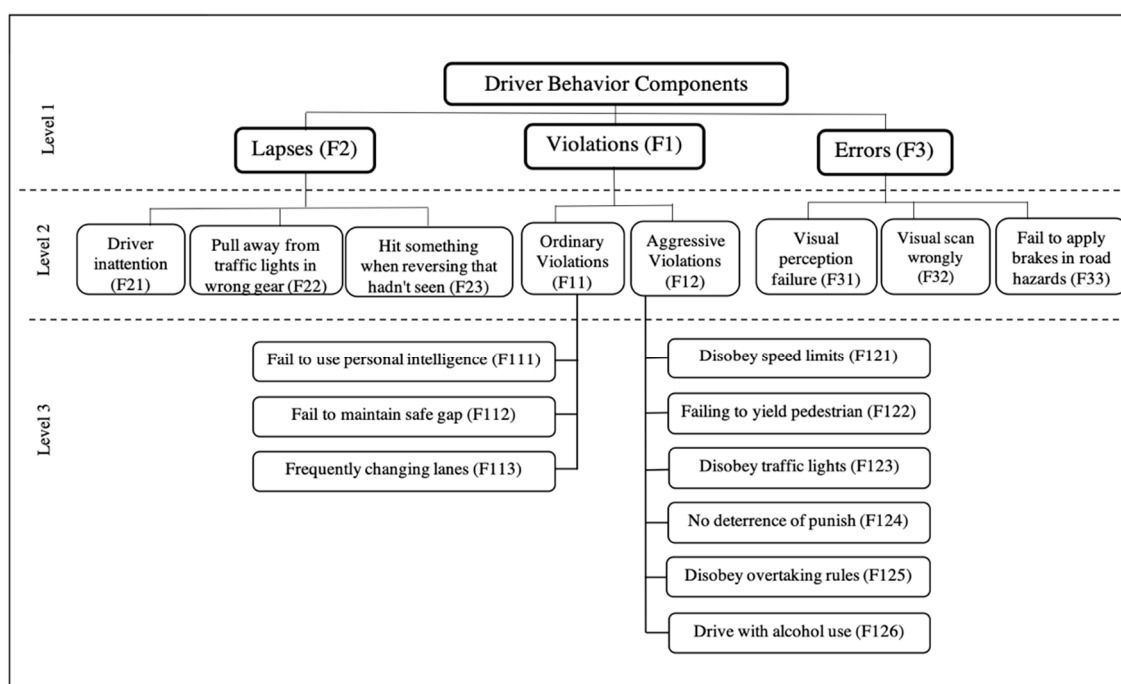 Level 1
Driver Behavior Components
Lapses (F2)
Violations (F1)
Errors (F3)
Level 2
Driver
inattention
(F21)
Pull away from
traffic lights in
wrong gear (F22)
Hit something
when reversing that
hadn't seen (F23)
Ordinary
Violations
(F11)
Aggressive
Violations
(F12)
Visual
perception
failure (F31)
Visual scan
wrongly
(F32)
Fail to apply
brakes in road
hazards (F33)
Level 3
Fail to use personal intelligence (F111)
Fail to maintain safe gap (F112)
Frequently changing lanes (F113)
Disobey speed limits (F121)
Failing to yield pedestrian (F122)
Disobey traffic lights (F123)
No deterrence of punish (F124)
Disobey overtaking rules (F125)
Drive with alcohol use (F126)